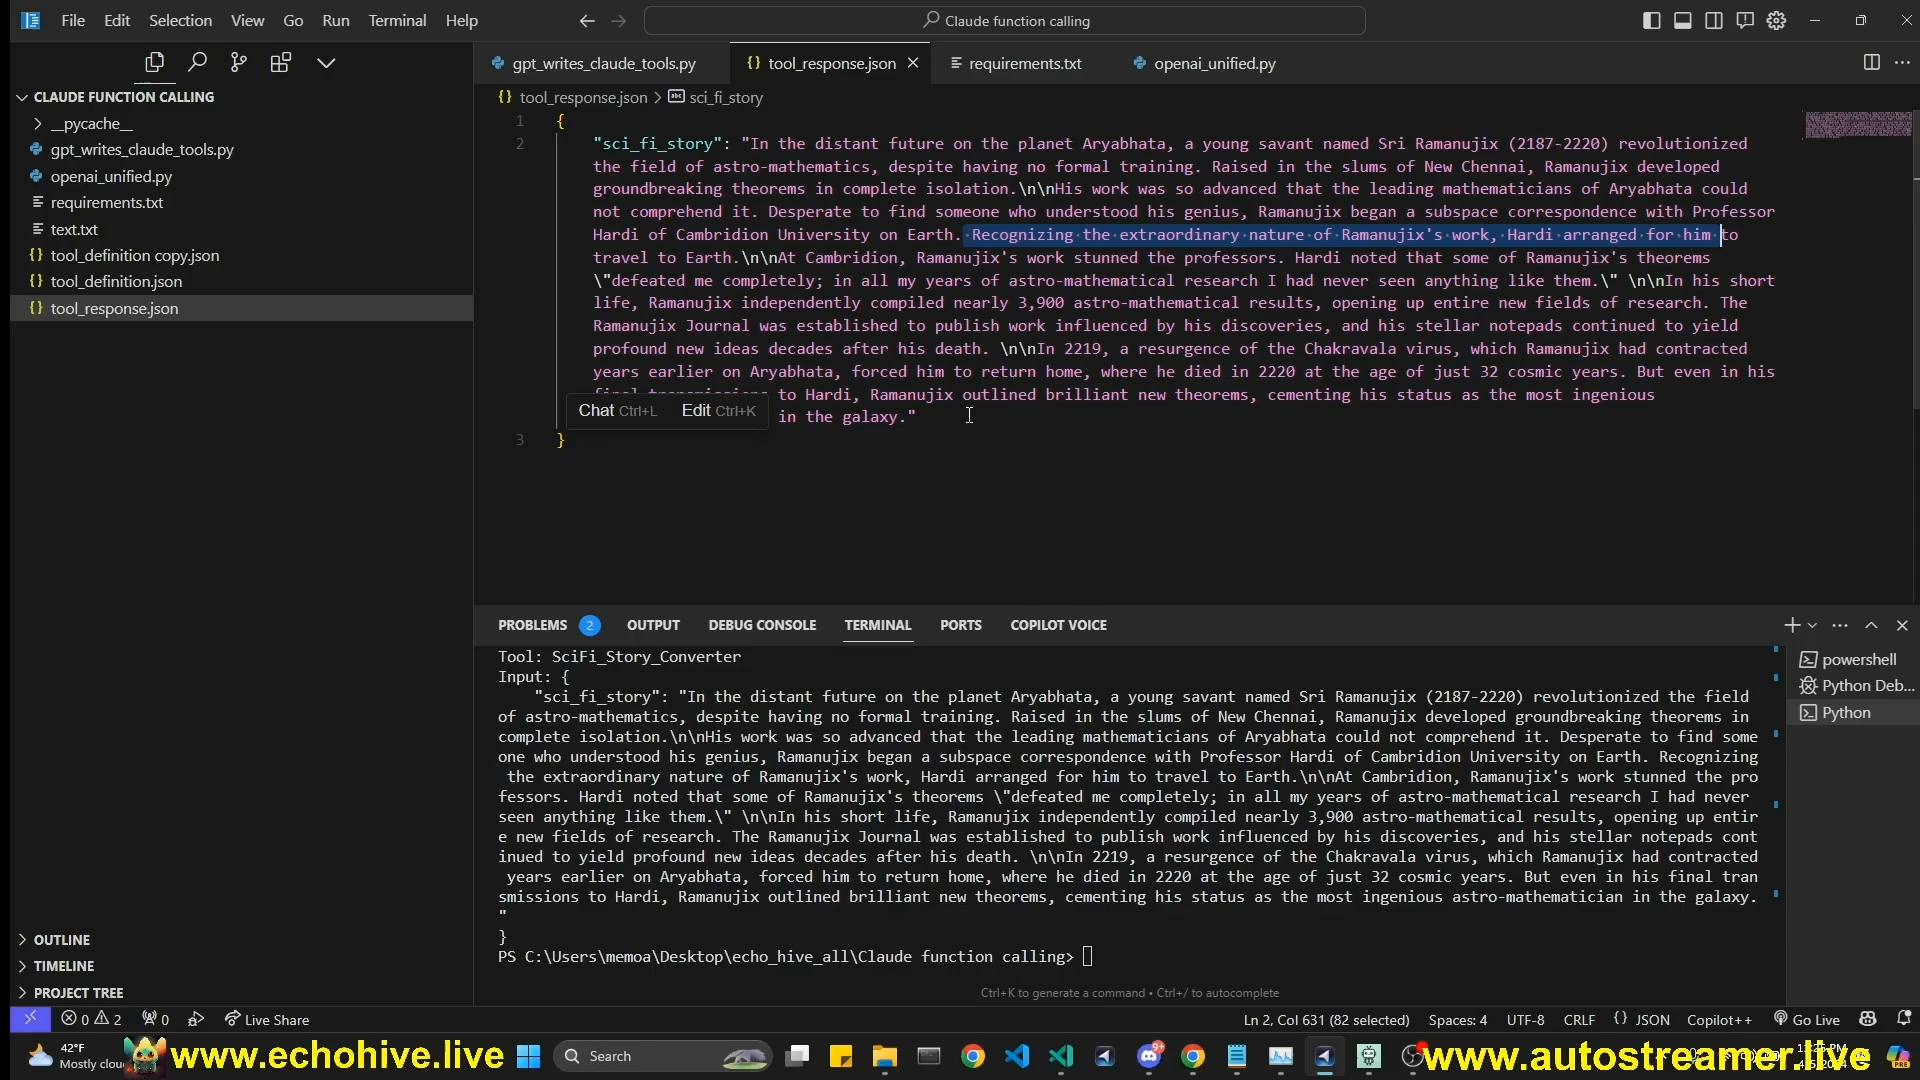 File Edit Selection View Go Run Terminal Help
Claude function calling
CLAUDE FUNCTION CALLING
__pycache__
gpt_writes_claude_tools.py
openai_unified.py
requirements.txt
text.txt
tool_definition copy.json
tool_definition.json
tool_response.json
OUTLINE
TIMELINE
PROJECT TREE
gpt_writes_claude_tools.py tool_response.json requirements.txt openai_unified.py
tool_response.json > sci_fi_story
1 {
2 "sci_fi_story": "In the distant future on the planet Aryabhata, a young savant named Sri Ramanujix (2187-2220) revolutionized
the field of astro-mathematics, despite having no formal training. Raised in the slums of New Chennai, Ramanujix developed
groundbreaking theorems in complete isolation.\n\nHis work was so advanced that the leading mathematicians of Aryabhata could
not comprehend it. Desperate to find someone who understood his genius, Ramanujix began a subspace correspondence with Professor
Hardi of Cambridion University on Earth. Recognizing the extraordinary nature of Ramanujix's work, Hardi arranged for him to
travel to Earth.\n\nAt Cambridion, Ramanujix's work stunned the professors. Hardi noted that some of Ramanujix's theorems
\"defeated me completely; in all my years of astro-mathematical research I had never seen anything like them.\" \n\nIn his short
life, Ramanujix independently compiled nearly 3,900 astro-mathematical results, opening up entire new fields of research. The
Ramanujix Journal was established to publish work influenced by his discoveries, and his stellar notepads continued to yield
profound new ideas decades after his death. \n\nIn 2219, a resurgence of the Chakravala virus, which Ramanujix had contracted
years earlier on Aryabhata, forced him to return home, where he died in 2220 at the age of just 32 cosmic years. But even in his
to Hardi, Ramanujix outlined brilliant new theorems, cementing his status as the most ingenious
Chat Ctrl+L Edit Ctrl+K
in the galaxy."
3 }
PROBLEMS 2 OUTPUT DEBUG CONSOLE TERMINAL PORTS COPILOT VOICE
powershell
Python Deb...
Python
Tool: SciFi_Story_Converter
Input: {
"sci_fi_story": "In the distant future on the planet Aryabhata, a young savant named Sri Ramanujix (2187-2220) revolutionized the field
of astro-mathematics, despite having no formal training. Raised in the slums of New Chennai, Ramanujix developed groundbreaking theorems in
complete isolation.\n\nHis work was so advanced that the leading mathematicians of Aryabhata could not comprehend it. Desperate to find some
one who understood his genius, Ramanujix began a subspace correspondence with Professor Hardi of Cambridion University on Earth. Recognizing
the extraordinary nature of Ramanujix's work, Hardi arranged for him to travel to Earth.\n\nAt Cambridion, Ramanujix's work stunned the pro
fessors. Hardi noted that some of Ramanujix's theorems \"defeated me completely; in all my years of astro-mathematical research I had never
seen anything like them.\" \n\nIn his short life, Ramanujix independently compiled nearly 3,900 astro-mathematical results, opening up entir
e new fields of research. The Ramanujix Journal was established to publish work influenced by his discoveries, and his stellar notepads cont
inued to yield profound new ideas decades after his death. \n\nIn 2219, a resurgence of the Chakravala virus, which Ramanujix had contracted
years earlier on Aryabhata, forced him to return home, where he died in 2220 at the age of just 32 cosmic years. But even in his final tran
smissions to Hardi, Ramanujix outlined brilliant new theorems, cementing his status as the most ingenious astro-mathematician in the galaxy.
"
}
PS C:\Users\memoa\Desktop\echo_hive_all\Claude function calling>
Ctrl+K to generate a command • Ctrl+/ to autocomplete
0 2 0 Live Share Ln 2, Col 631 (82 selected) Spaces: 4 UTF-8 CRLF {} JSON Copilot++ Go Live
42°F
Mostly clou
www.echohive.live
Search
9+
www.autostreamer.live
PRE